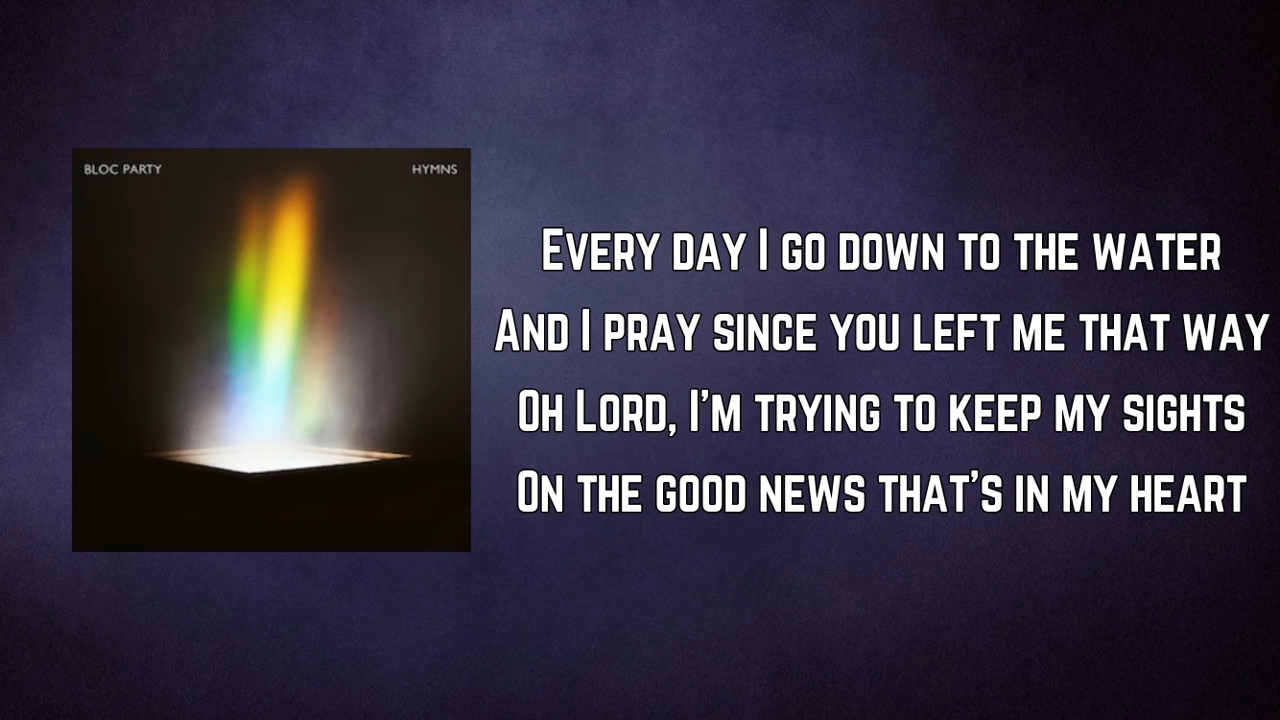 BLOC PARTY
HYMNS
Every day I go down to the water
And I pray since you left me that way
Oh Lord, I'm trying to keep my sights
On the good news that's in my heart